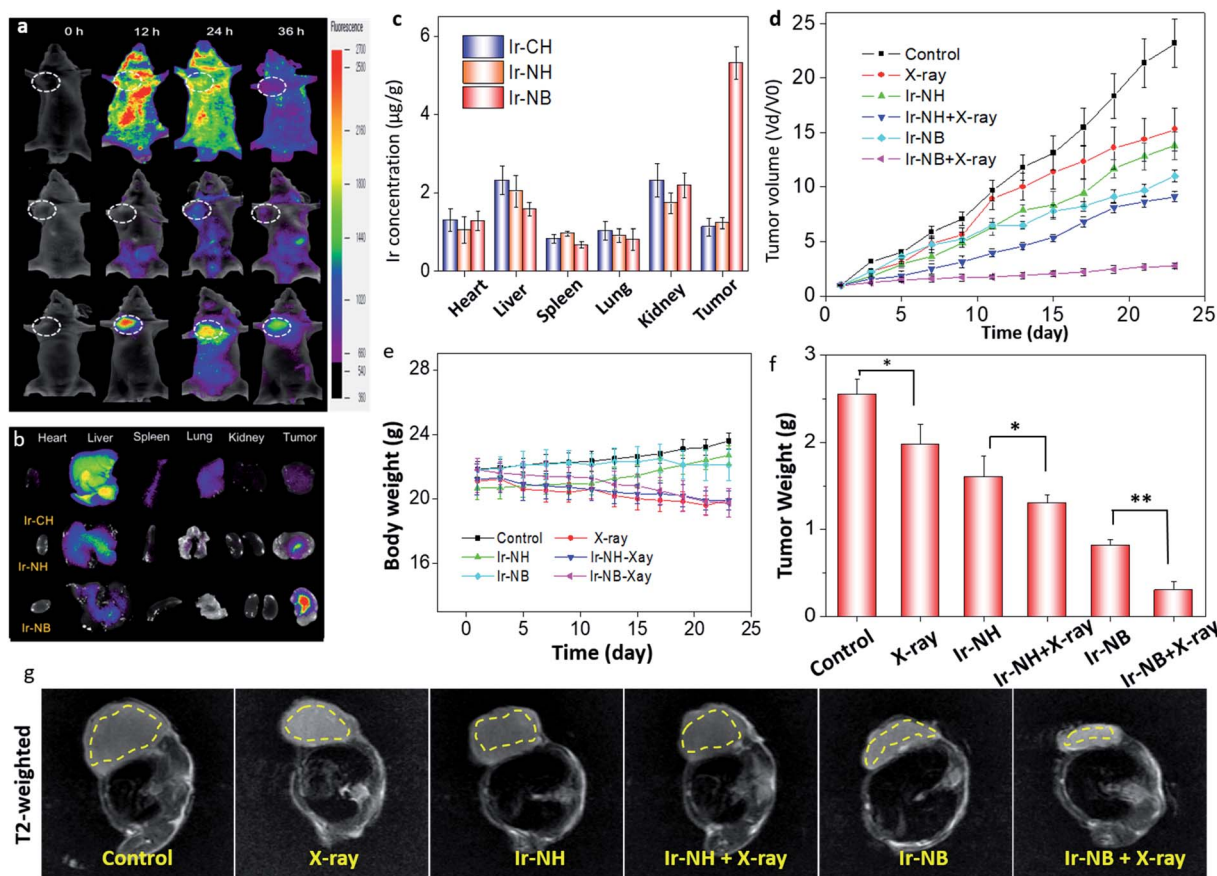 a
0 h 12 h 24 h 36 h
Fluorescence
2700
2500
2160
1800
1440
1020
660
540
360
b
Heart Liver Spleen Lung Kidney Tumor
Ir-CH
Ir-NH
Ir-NB
c
Ir-CH
Ir-NH
Ir-NB
Ir concentration (μg/g)
6
4
2
0
Heart Liver Spleen Lung Kidney Tumor
d
Control
X-ray
Ir-NH
Ir-NH+X-ray
Ir-NB
Ir-NB+X-ray
Tumor volume (Vd/V0)
25
20
15
10
5
0
0 5 10 15 20 25
Time (day)
e
Body weight (g)
28
26
24
22
20
18
16
Control X-ray
Ir-NH Ir-NH-Xay
Ir-NB Ir-NB-Xay
0 5 10 15 20 25
Time (day)
f
Tumor Weight (g)
3
2
1
0
* * **
Control X-ray Ir-NH Ir-NH+X-ray Ir-NB Ir-NB+X-ray
g
T2-weighted
Control X-ray Ir-NH Ir-NH + X-ray Ir-NB Ir-NB + X-ray